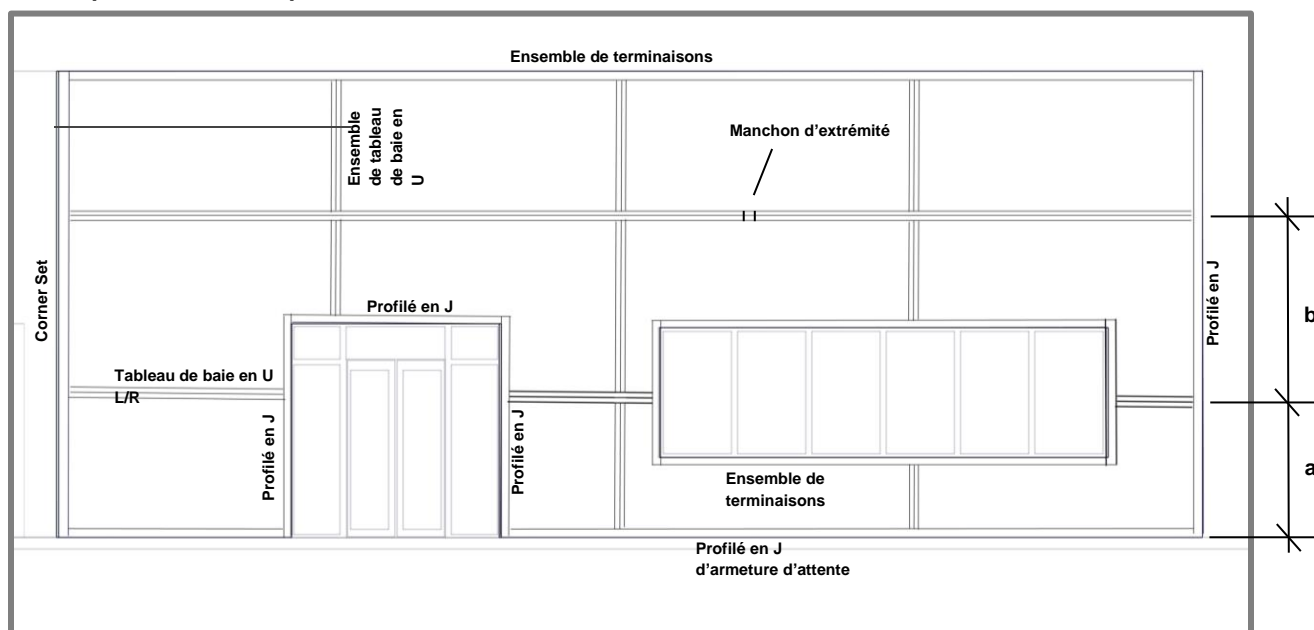 Ensemble de terminaisons
Ensemble
de tableau
de baie en
U
Manchon d'extrémité
Corner Set
Profilé en J
Profilé en J
b
Tableau de baie en U
L/R
Profilé en J
Profilé en J
a
Ensemble de
terminaisons
Profilé en J
d'armeture d'attente